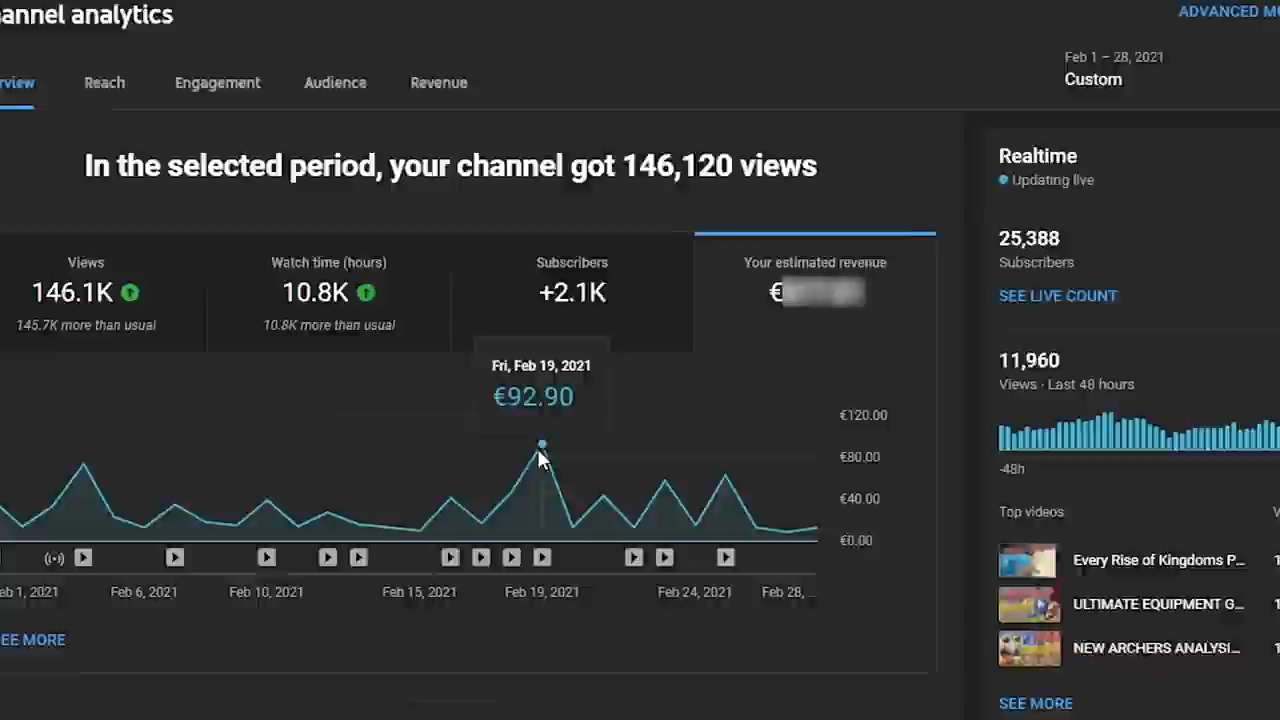 annel analytics
ADVANCED MO
rview
Reach
Engagement
Audience
Revenue
Feb 1 – 28, 2021
Custom
In the selected period, your channel got 146,120 views
Views
146.1K
145.7K more than usual
Watch time (hours)
10.8K
10.8K more than usual
Subscribers
+2.1K
Your estimated revenue
€
Fri, Feb 19, 2021
€92.90
€120.00
€80.00
€40.00
€0.00
eb 1, 2021
Feb 6, 2021
Feb 10, 2021
Feb 15, 2021
Feb 19, 2021
Feb 24, 2021
Feb 28, ...
EE MORE
Realtime
Updating live
25,388
Subscribers
SEE LIVE COUNT
11,960
Views · Last 48 hours
-48h
Top videos
V
Every Rise of Kingdoms P...
1
ULTIMATE EQUIPMENT G...
1
NEW ARCHERS ANALYSI...
1
SEE MORE